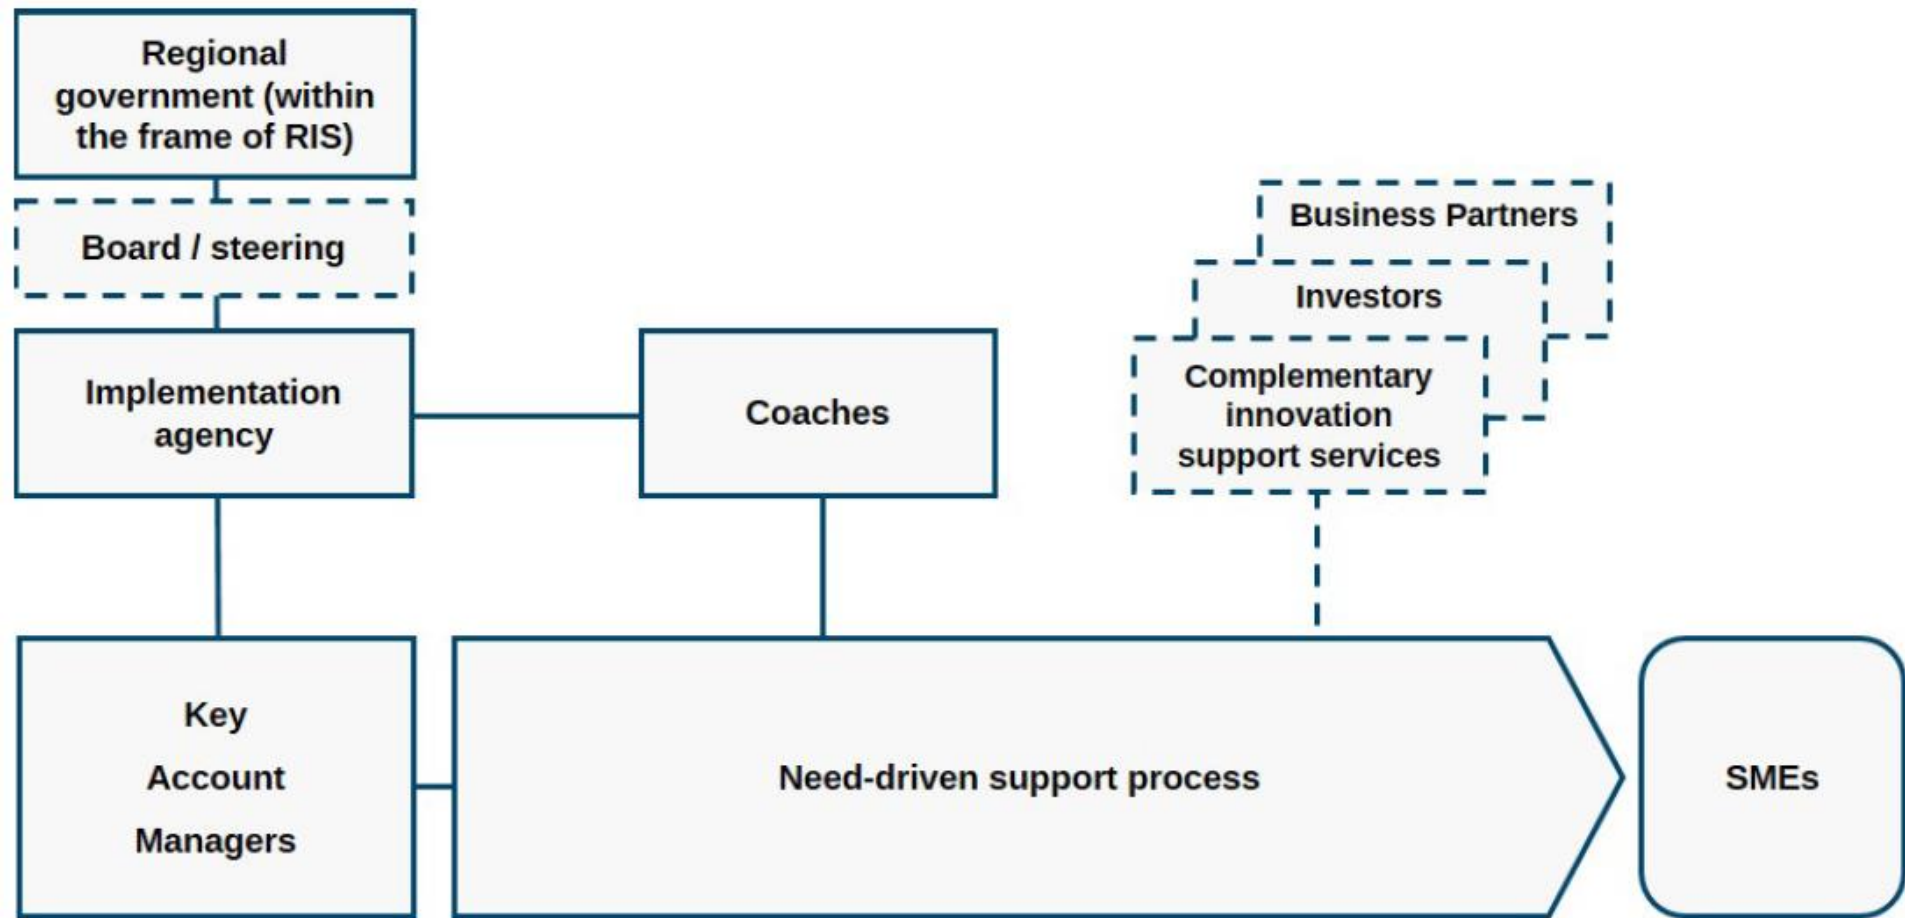 Regional
government (within
the frame of RIS)
Board / steering
Implementation
agency
Coaches
Business Partners
Investors
Complementary
innovation
support services
Key
Account
Managers
Need-driven support process
SMEs